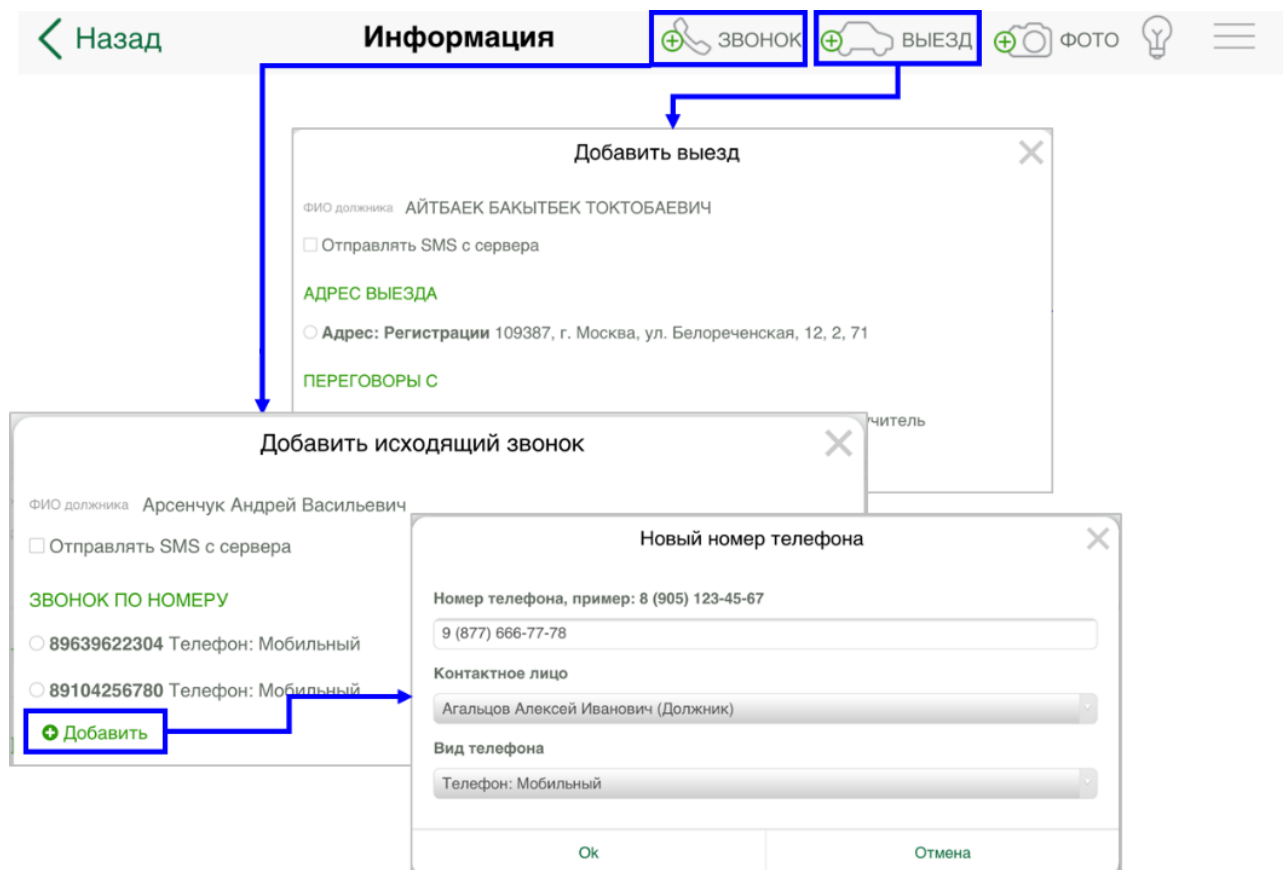 Назад
Информация
ЗВОНОК
ВЫЕЗД
ФОТО
Добавить выезд
ФИО должника АЙТБАЕК БАКЫТБЕК ТОКТОБАЕВИЧ
Отправлять SMS с сервера
АДРЕС ВЫЕЗДА
Адрес: Регистрации 109387, г. Москва, ул. Белореченская, 12, 2, 71
ПЕРЕГОВОРЫ С
учитель
Добавить исходящий звонок
ФИО должника Арсенчук Андрей Васильевич
Отправлять SMS с сервера
ЗВОНОК ПО НОМЕРУ
89639622304 Телефон: Мобильный
89104256780 Телефон: Мобильный
Добавить
Новый номер телефона
Номер телефона, пример: 8 (905) 123-45-67
9 (877) 666-77-78
Контактное лицо
Агальцов Алексей Иванович (Должник)
Вид телефона
Телефон: Мобильный
Ok
Отмена